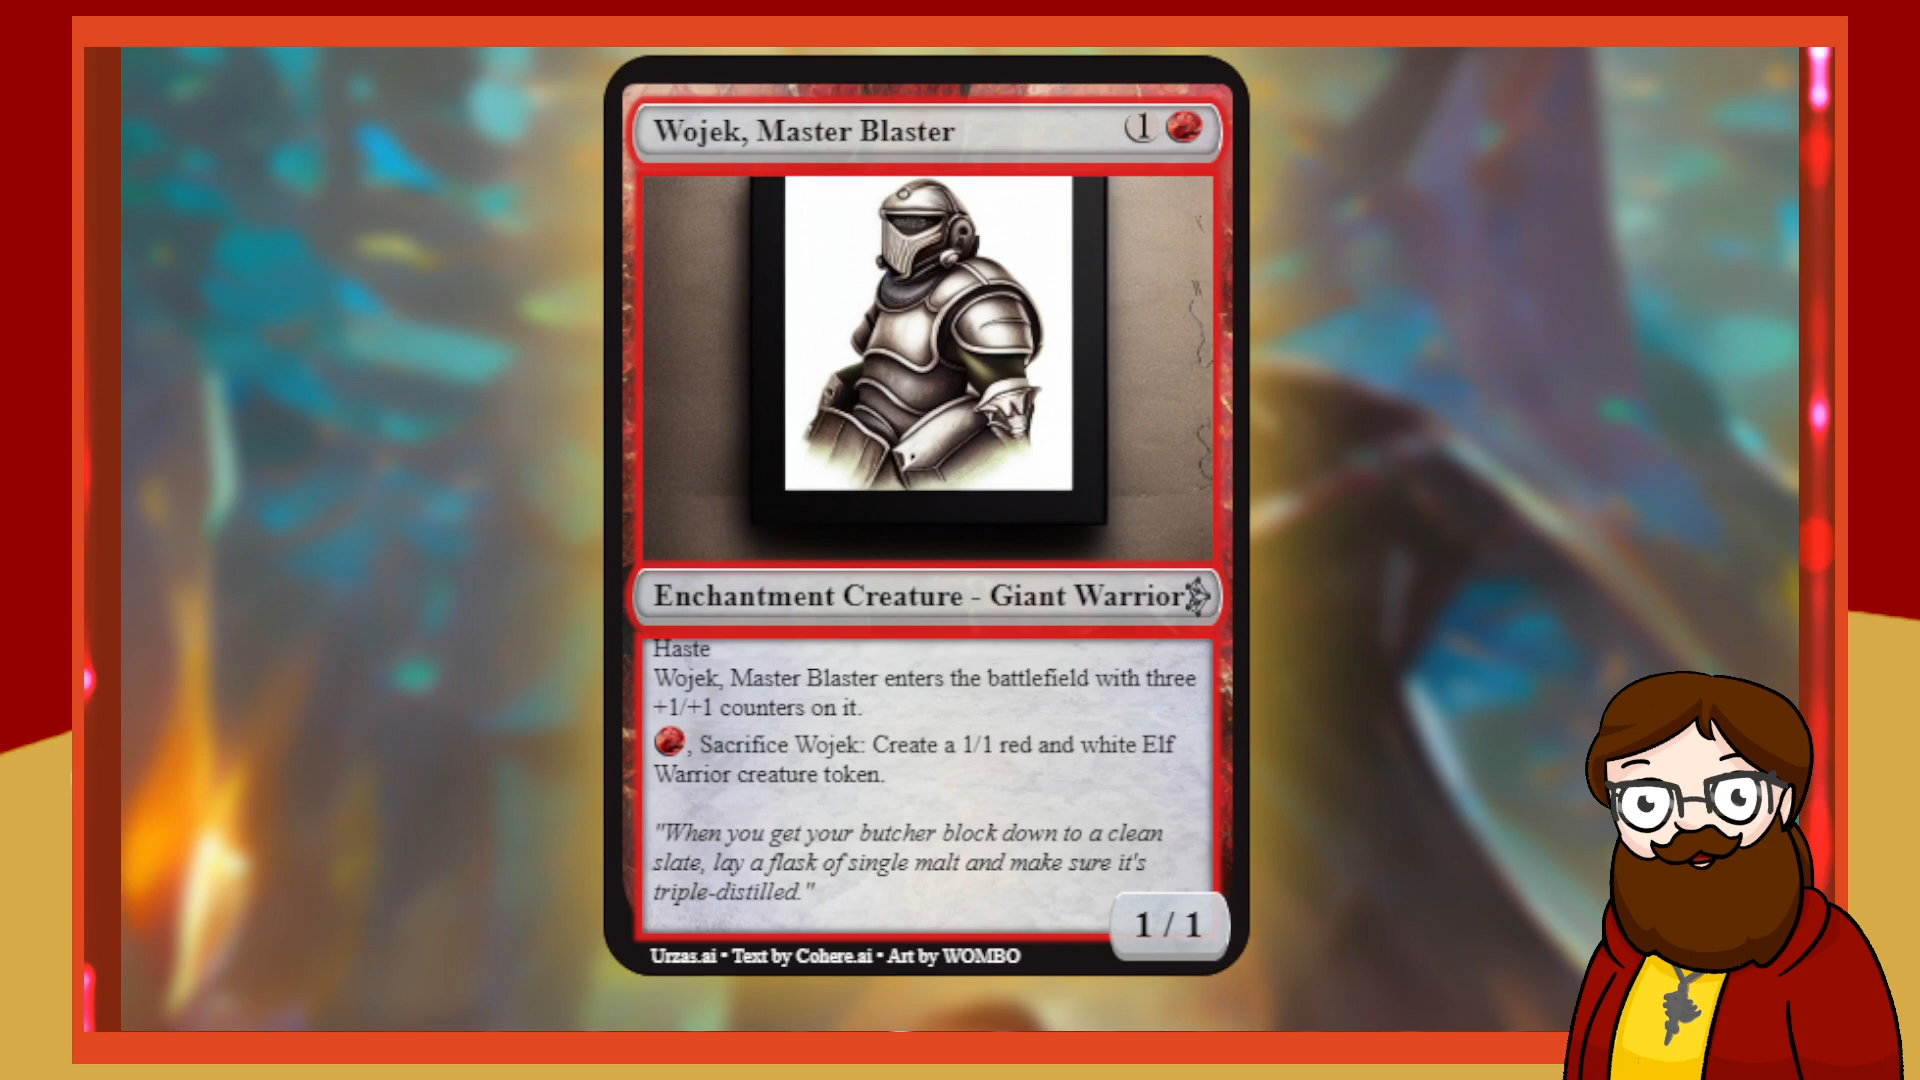 Wojek, Master Blaster 1
Enchantment Creature - Giant Warrior
Haste
Wojek, Master Blaster enters the battlefield with three
+1/+1 counters on it.
, Sacrifice Wojek: Create a 1/1 red and white Elf
Warrior creature token.
"When you get your butcher block down to a clean
slate, lay a flask of single malt and make sure it's
triple-distilled."
1 / 1
Urzas.ai • Text by Cohere.ai • Art by WOMBO